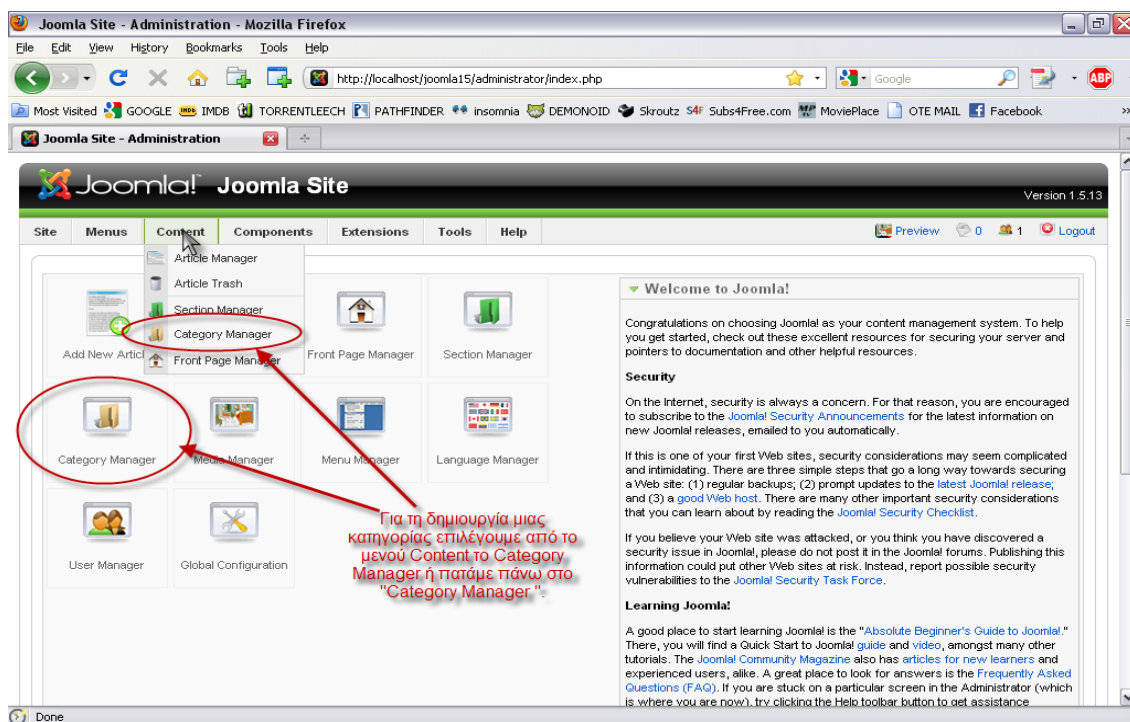 Joomla Site - Administration - Mozilla Firefox
File Edit View History Bookmarks Tools Help
http://localhost/joomla15/administrator/index.php
Google
ABP
Most Visited GOOGLE IMDB TORRENTLEECH PATHFINDER insomnia DEMONOID Skroutz S4F Subs4Free.com MoviePlace OTE MAIL Facebook
Joomla Site - Administration
Joomla! Joomla Site
Version 1.5.13
Site Menus Content Components Extensions Tools Help
Preview 0 1 Logout
Article Manager
Article Trash
Section Manager
Category Manager
Front Page Manager
Add New Artic
Front Page Manager
Section Manager
Category Manager
Media Manager
Menu Manager
Language Manager
User Manager
Global Configuration
Για τη δημιουργία μιας
κατηγορίας επιλέγουμε από το
μενού Content το Category
Manager ή πατάμε πάνω στο
"Category Manager ".
Welcome to Joomla!
Congratulations on choosing Joomla! as your content management system. To help
you get started, check out these excellent resources for securing your server and
pointers to documentation and other helpful resources.
Security
On the Internet, security is always a concern. For that reason, you are encouraged
to subscribe to the Joomla! Security Announcements for the latest information on
new Joomla! releases, emailed to you automatically.
If this is one of your first Web sites, security considerations may seem complicated
and intimidating. There are three simple steps that go a long way towards securing
a Web site: (1) regular backups; (2) prompt updates to the latest Joomla! release;
and (3) a good Web host. There are many other important security considerations
that you can learn about by reading the Joomla! Security Checklist.
If you believe your Web site was attacked, or you think you have discovered a
security issue in Joomla!, please do not post it in the Joomla! forums. Publishing this
information could put other Web sites at risk. Instead, report possible security
vulnerabilities to the Joomla! Security Task Force.
Learning Joomla!
A good place to start learning Joomla! is the "Absolute Beginner's Guide to Joomla!."
There, you will find a Quick Start to Joomla! guide and video, amongst many other
tutorials. The Joomla! Community Magazine also has articles for new learners and
experienced users, alike. A great place to look for answers is the Frequently Asked
Questions (FAQ). If you are stuck on a particular screen in the Administrator (which
is where you are now), try clicking the Help toolbar button to get assistance
Done